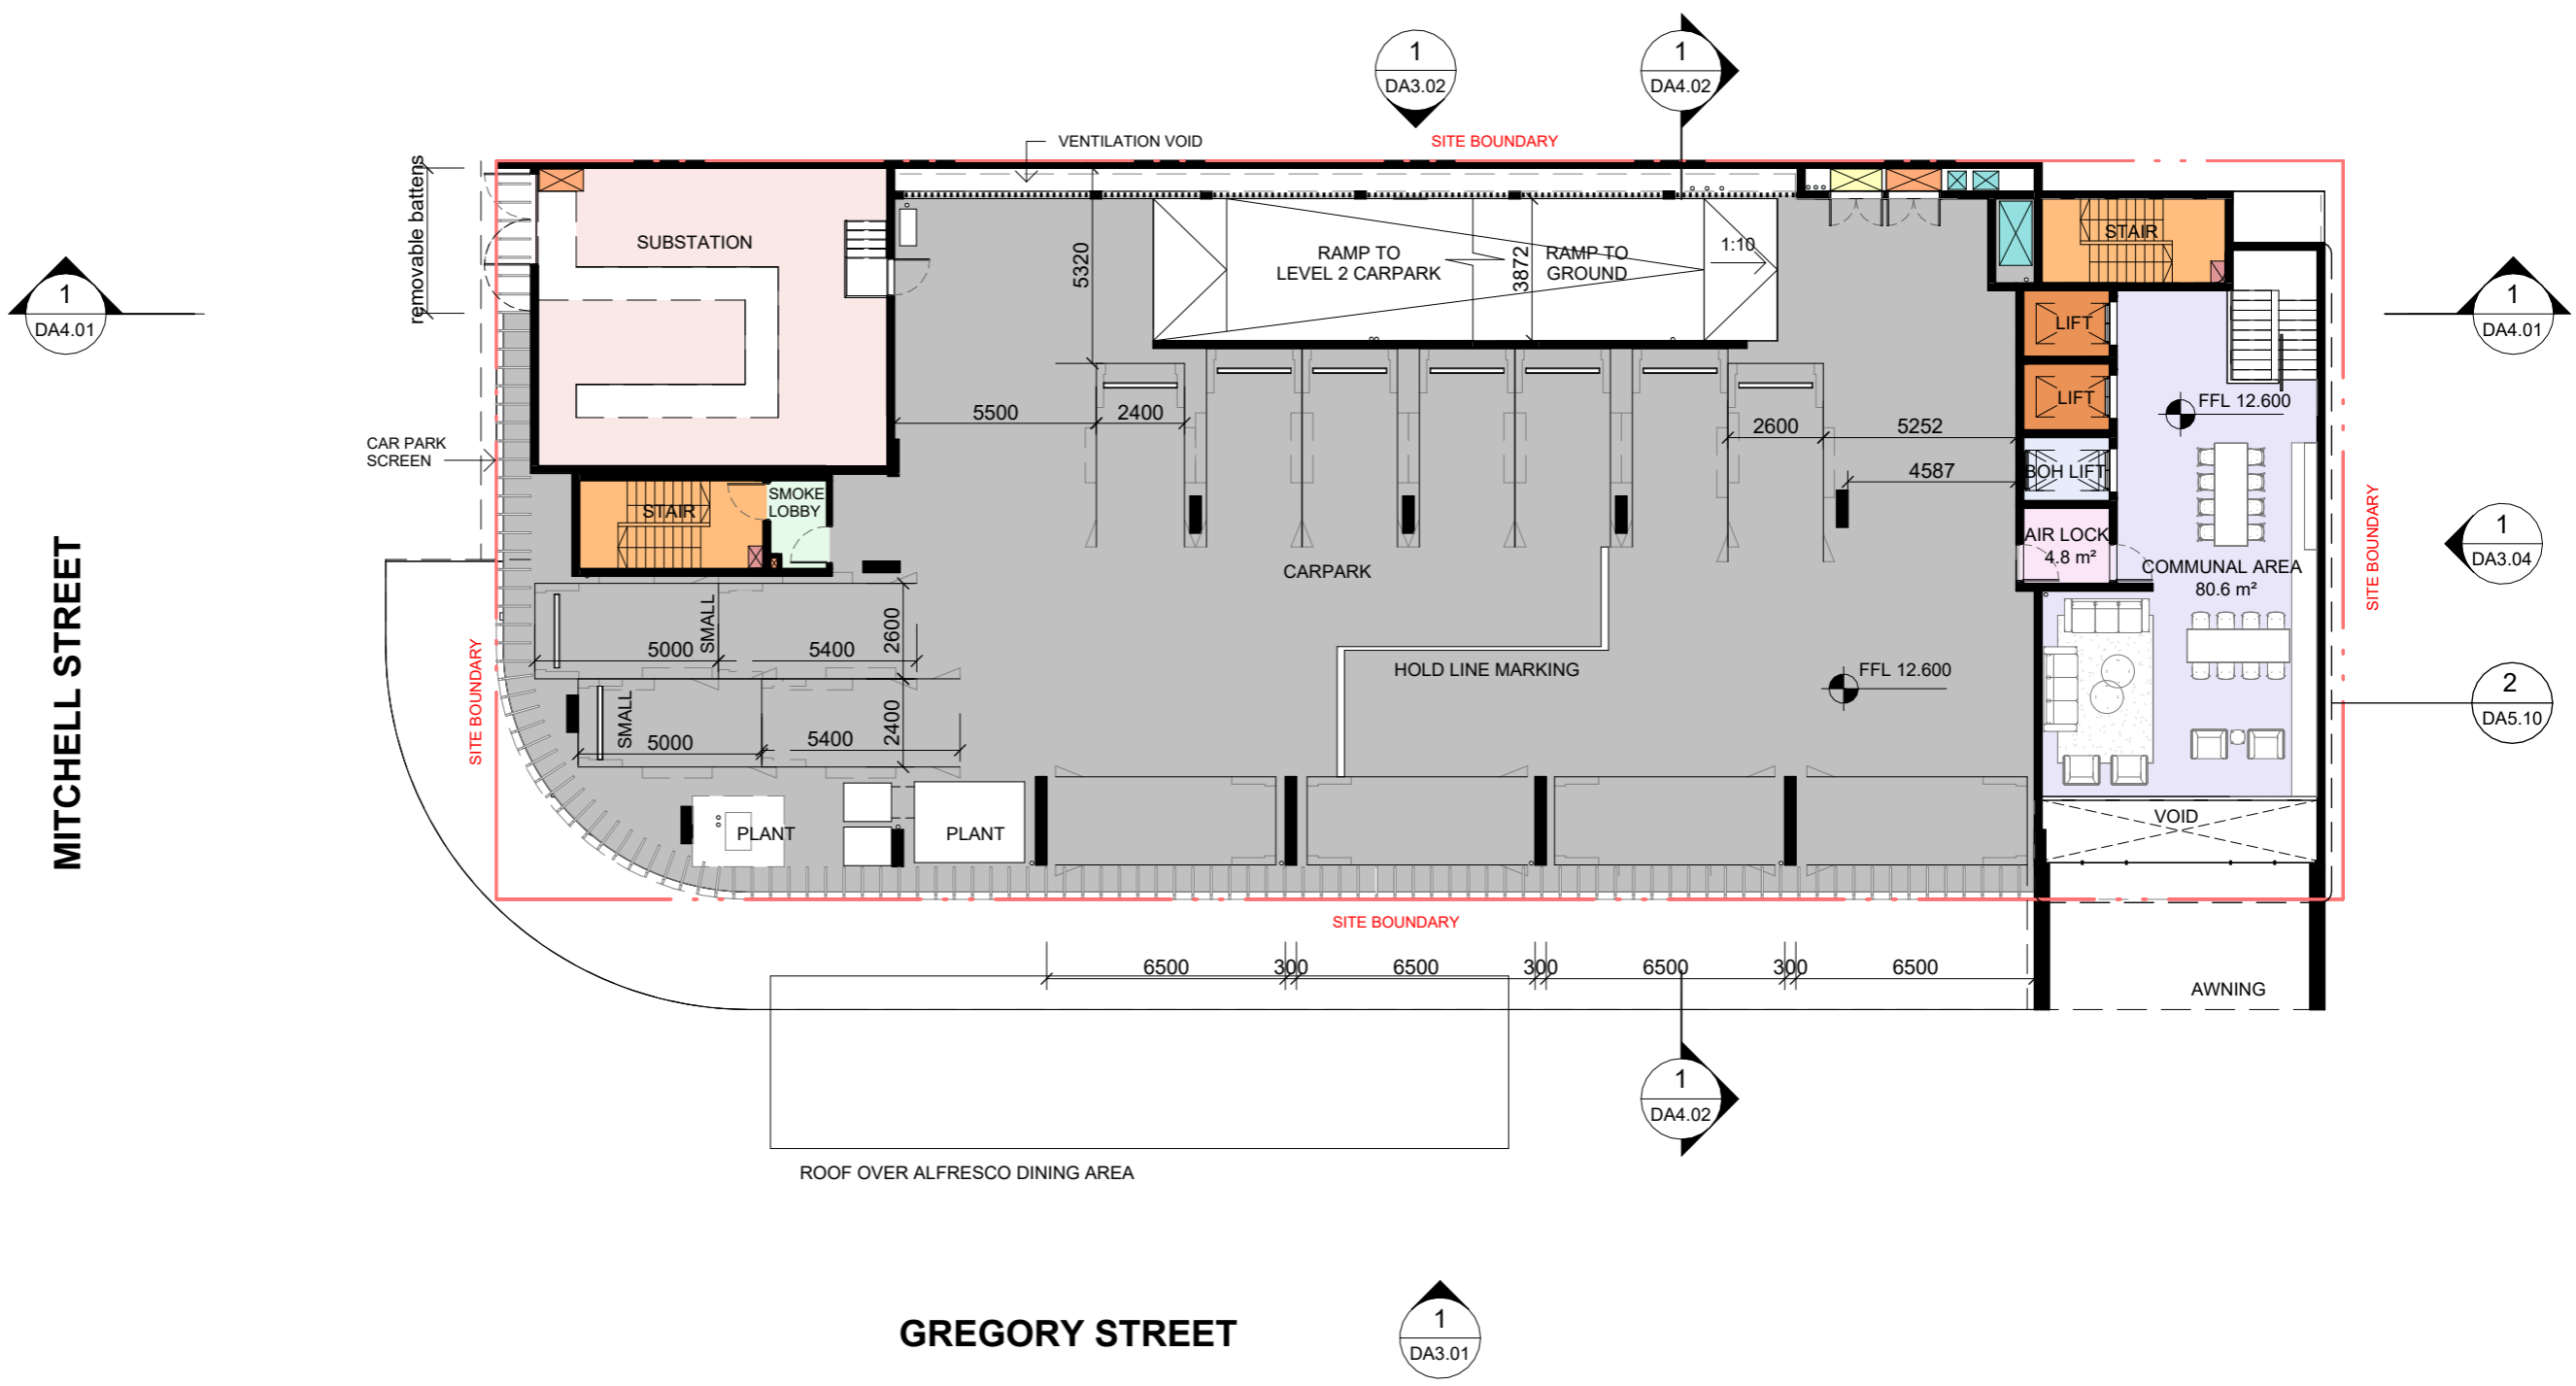 1
DA3.02
1
DA4.02
VENTILATION VOID
SITE BOUNDARY
removable battens
SUBSTATION
5320
RAMP TO
LEVEL 2 CARPARK
3872
RAMP TO
GROUND
1:10
STAIR
1
DA4.01
LIFT
1
DA4.01
LIFT
FFL 12.600
5500
2400
2600
5252
CAR PARK
SCREEN
4587
BOH LIFT
STAIR
SMOKE
LOBBY
AIR LOCK
4.8 m²
COMMUNAL AREA
80.6 m²
SITE BOUNDARY
1
DA3.04
CARPARK
MITCHELL STREET
SITE BOUNDARY
5000
SMALL
5400
2600
HOLD LINE MARKING
FFL 12.600
SMALL
5000
5400
2400
2
DA5.10
PLANT
PLANT
VOID
SITE BOUNDARY
6500
300
6500
300
6500
300
6500
AWNING
1
DA4.02
ROOF OVER ALFRESCO DINING AREA
GREGORY STREET
1
DA3.01